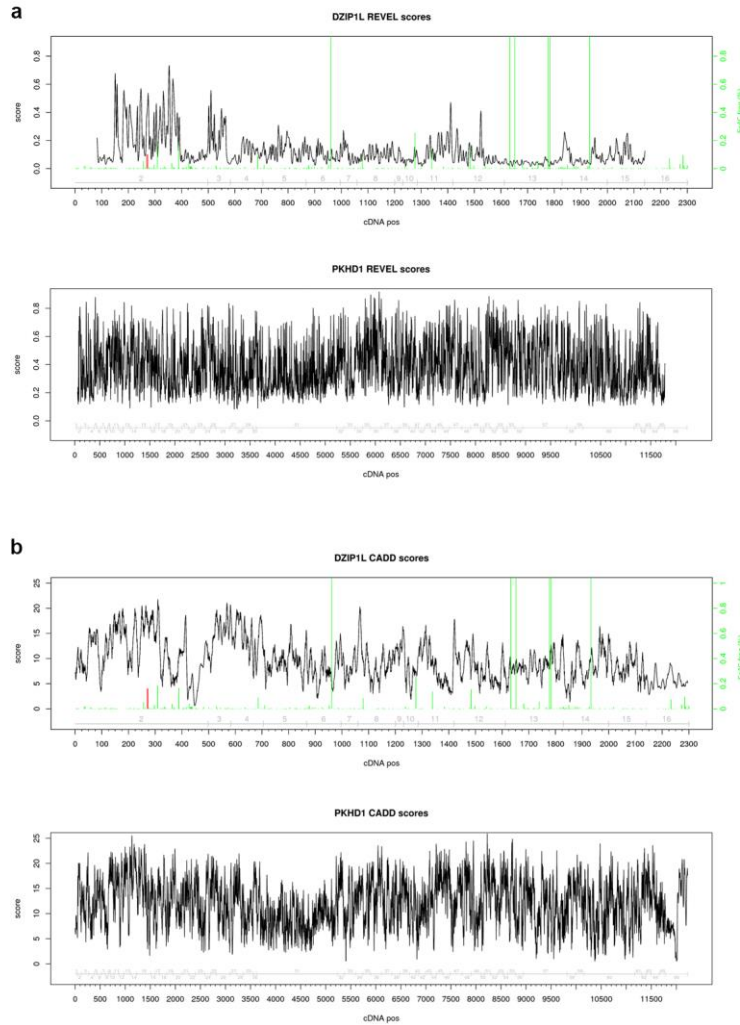 a
DZIP1L REVEL scores
score
0.0 0.2 0.4 0.6 0.8
0 0.2 0.4 0.6 0.8
2 3 4 5 6 7 8 9 10 11 12 13 14 15 16
0 100 200 300 400 500 600 700 800 900 1000 1100 1200 1300 1400 1500 1600 1700 1800 1900 2000 2100 2200 2300
cDNA pos
PKHD1 REVEL scores
score
0.0 0.2 0.4 0.6 0.8
0 500 1000 1500 2000 2500 3000 3500 4000 4500 5000 5500 6000 6500 7000 7500 8000 8500 9000 9500 10500 11500
cDNA pos
b
DZIP1L CADD scores
score
0 5 10 15 20 25
0 0.2 0.4 0.6 0.8 1
2 3 4 5 6 7 8 9 10 11 12 13 14 15 16
0 100 200 300 400 500 600 700 800 900 1000 1100 1200 1300 1400 1500 1600 1700 1800 1900 2000 2100 2200 2300
cDNA pos
PKHD1 CADD scores
score
0 5 10 15 20 25
0 500 1000 1500 2000 2500 3000 3500 4000 4500 5000 5500 6000 6500 7000 7500 8000 8500 9000 9500 10500 11500
cDNA pos